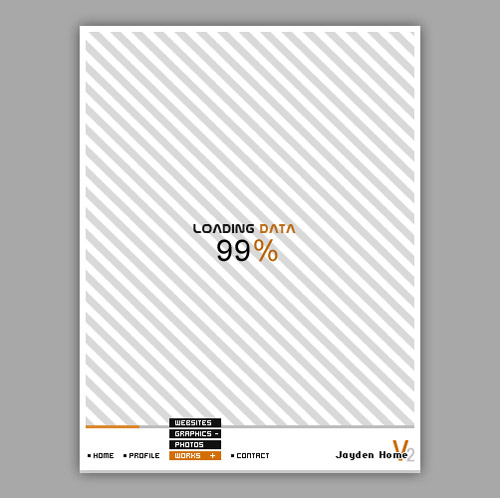 LOADING DATA
99%
WEBSITES
GRAPHICS -
PHOTOS
HOME PROFILE WORKS + CONTACT
Jayden Home V2